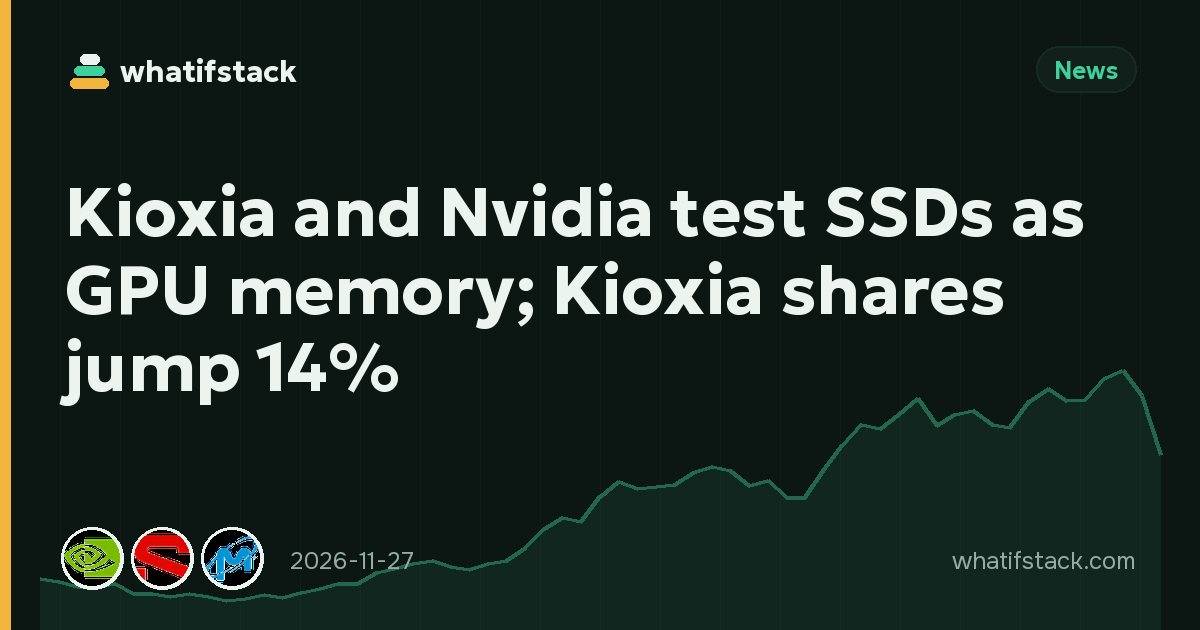 whatifstack
News
Kioxia and Nvidia test SSDs as
GPU memory; Kioxia shares
jump 14%
2026-11-27
whatifstack.com